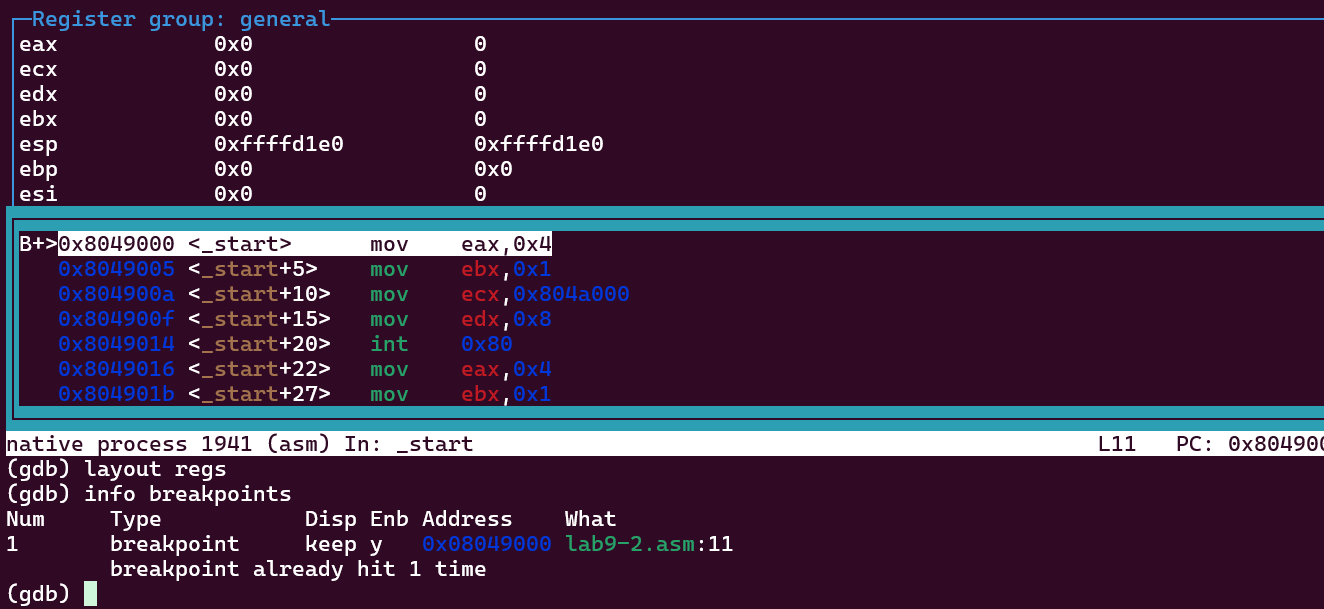 Register group: general
eax 0x0 0
ecx 0x0 0
edx 0x0 0
ebx 0x0 0
esp 0xffffd1e0 0xffffd1e0
ebp 0x0 0x0
esi 0x0 0
B+>0x8049000 <_start> mov eax,0x4
0x8049005 <_start+5> mov ebx,0x1
0x804900a <_start+10> mov ecx,0x804a000
0x804900f <_start+15> mov edx,0x8
0x8049014 <_start+20> int 0x80
0x8049016 <_start+22> mov eax,0x4
0x804901b <_start+27> mov ebx,0x1
native process 1941 (asm) In: _start L11 PC: 0x804900
(gdb) layout regs
(gdb) info breakpoints
Num Type Disp Enb Address What
1 breakpoint keep y 0x08049000 lab9-2.asm:11
breakpoint already hit 1 time
(gdb)